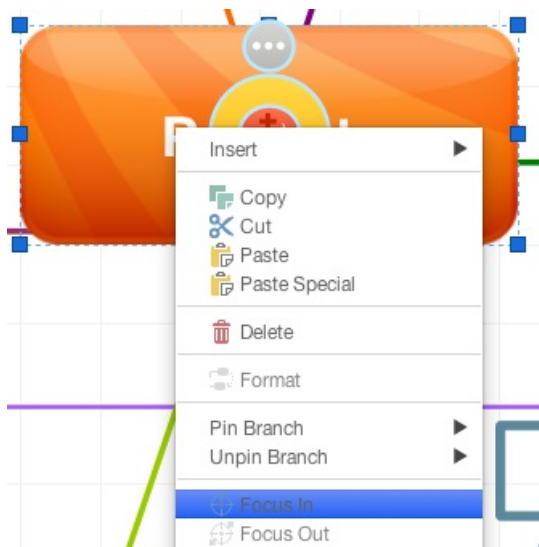 Insert
Copy
Cut
Paste
Paste Special
Delete
Format
Pin Branch
Unpin Branch
Focus In
Focus Out